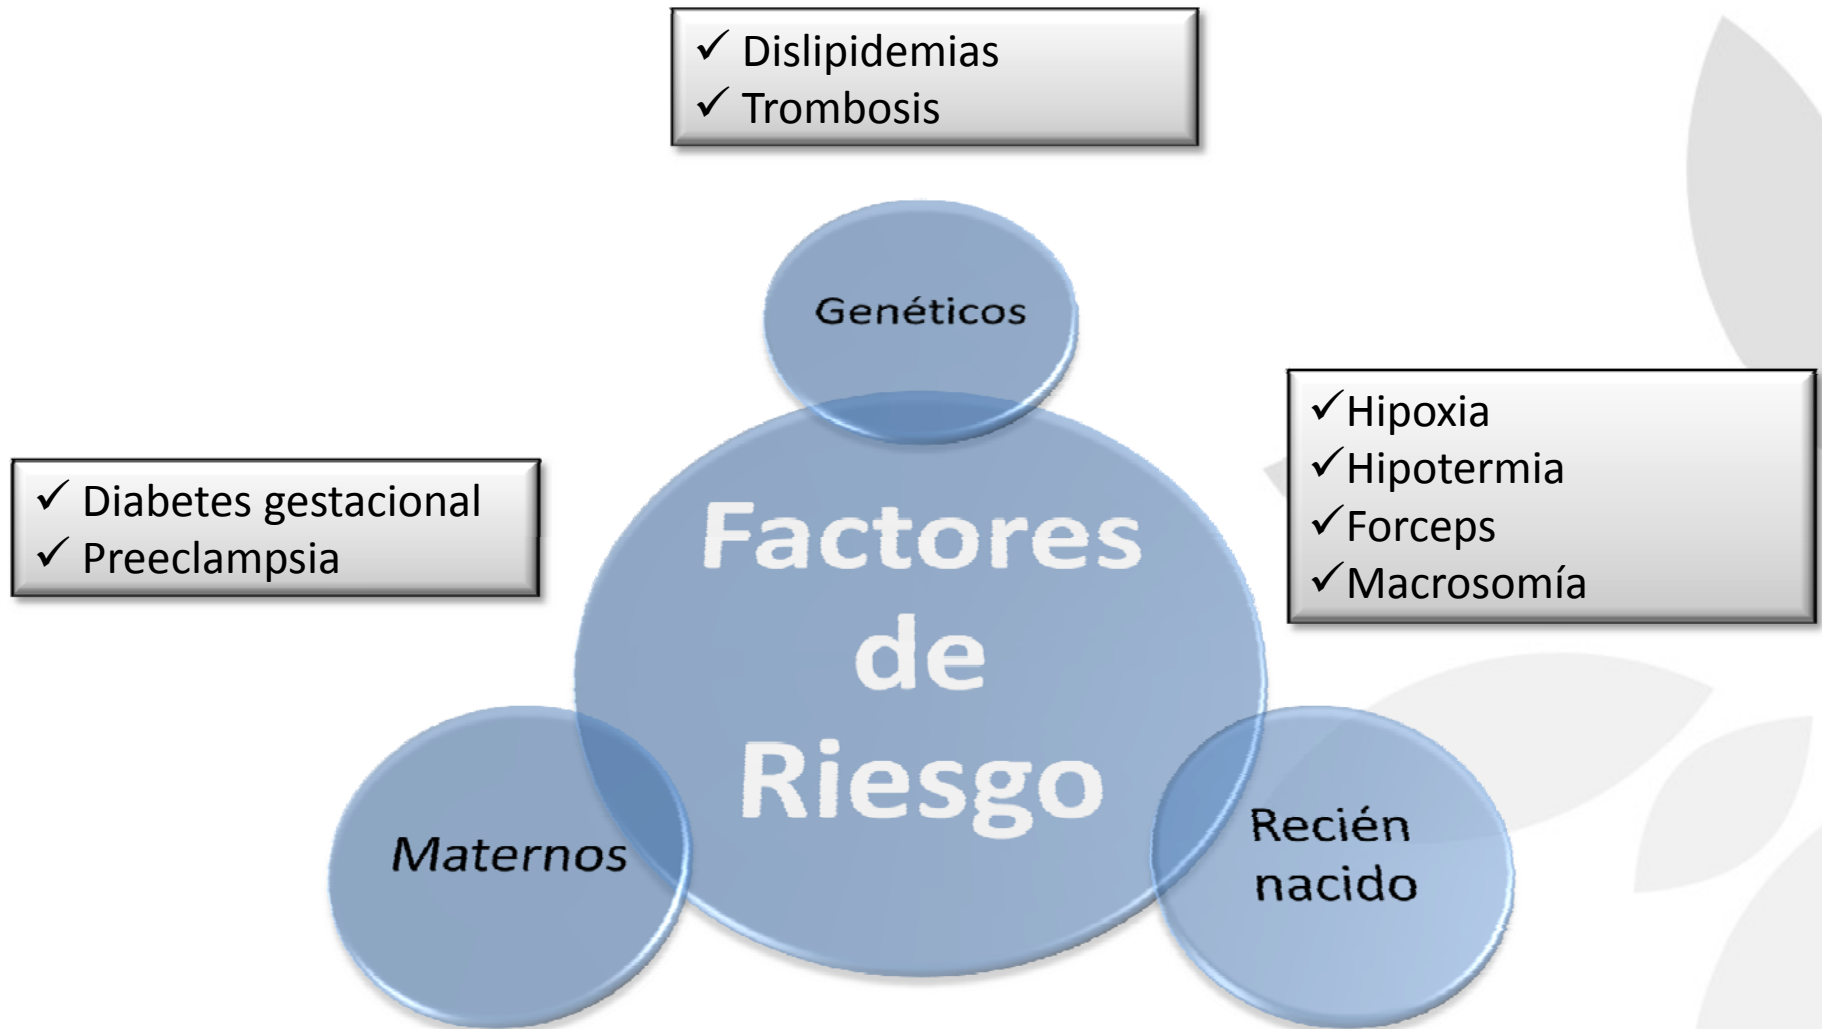 ✓ Dislipidemias
✓ Trombosis
Genéticos
✓ Diabetes gestacional
✓ Preeclampsia
✓Hipoxia
✓Hipotermia
✓Forceps
✓Macrosomía
Factores
de
Riesgo
Maternos
Recién
nacido